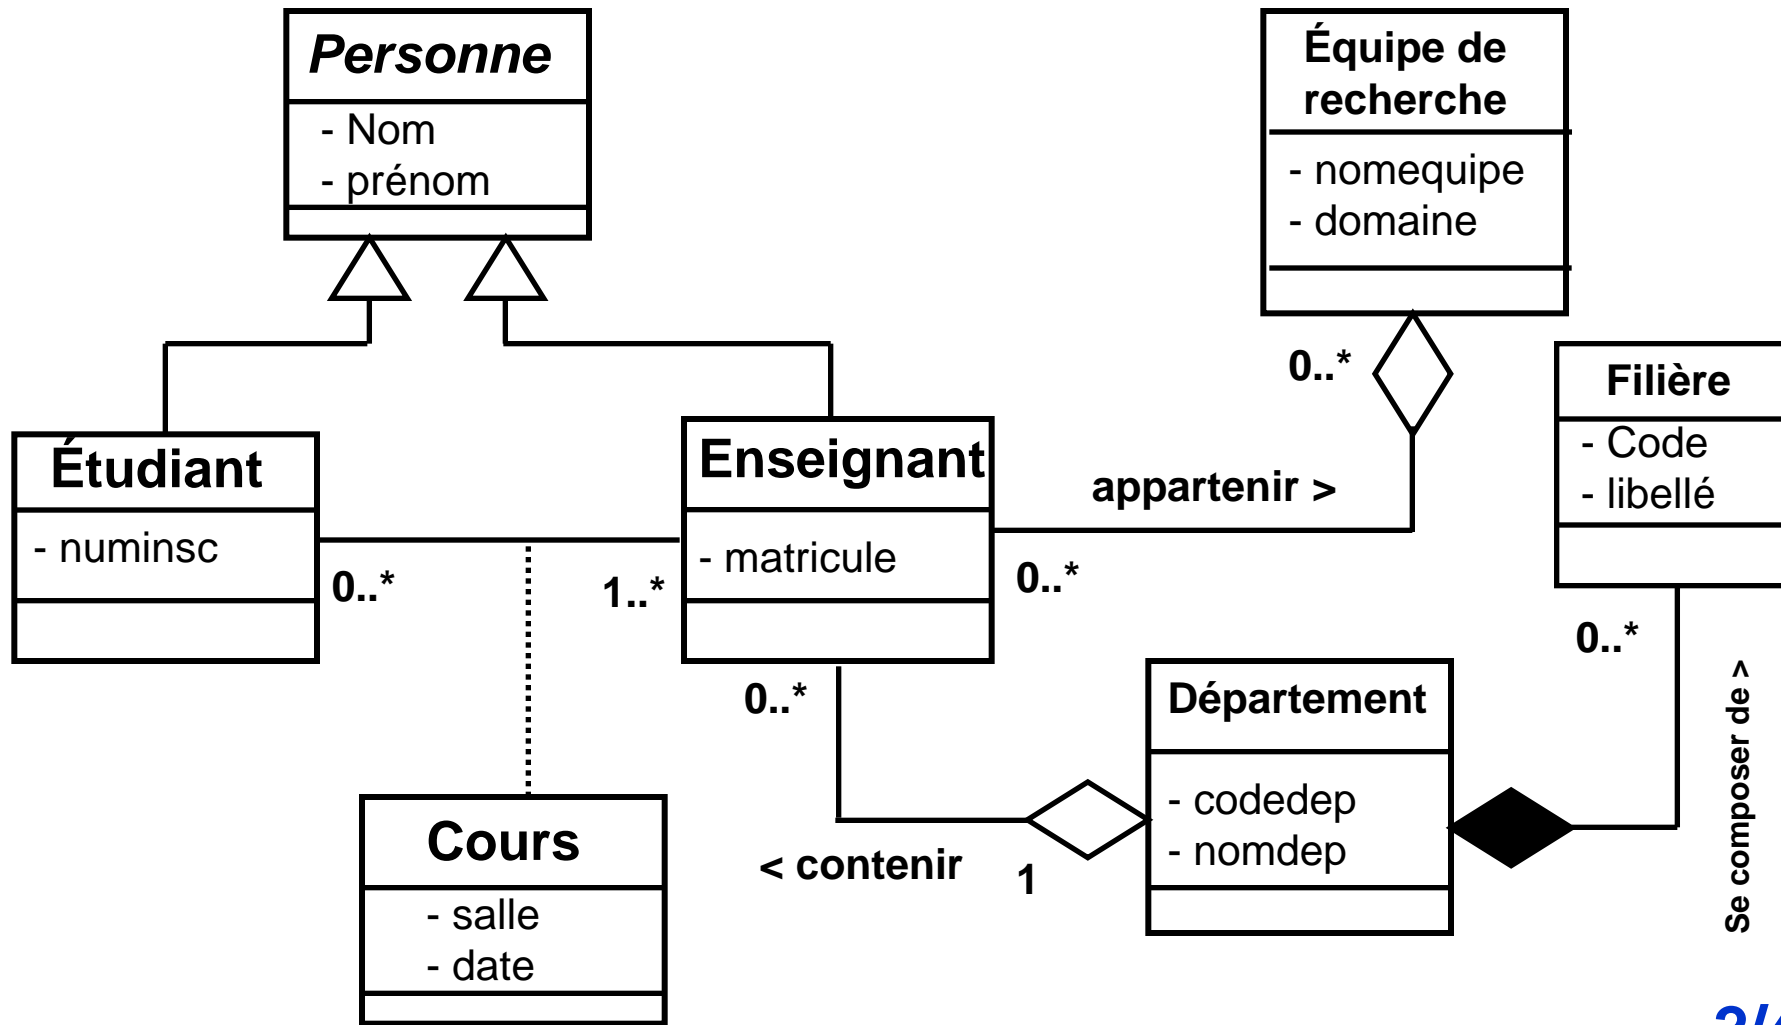 Personne
- Nom
- prénom
Équipe de
recherche
- nomequipe
- domaine
0..*
Filière
- Code
- libellé
Étudiant
- numinsc
Enseignant
- matricule
appartenir >
0..*
1..*
0..*
0..*
0..*
Département
- codedep
- nomdep
< contenir
1
Se composer de >
Cours
- salle
- date